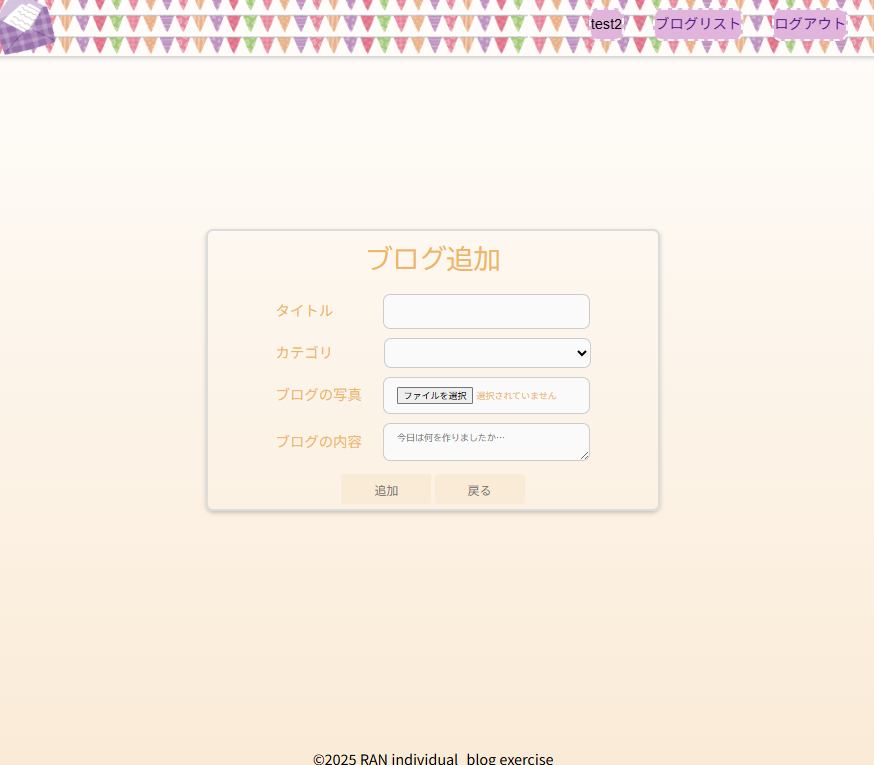 test2 ブログリスト ログアウト
ブログ追加
タイトル
カテゴリ
ブログの写真 ファイルを選択 選択されていません
ブログの内容 今日は何を作りましたか…
追加 戻る
©2025 RAN individual_blog exercise